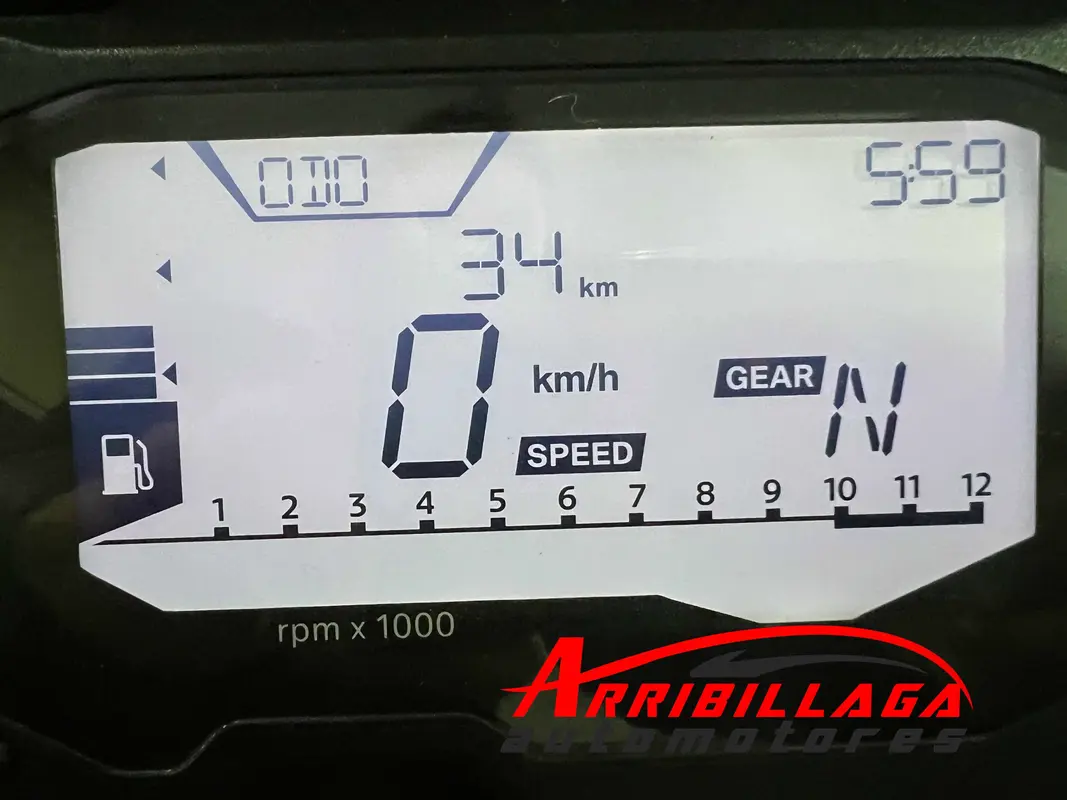 ODO
5:59
34 km
0 km/h
GEAR N
SPEED
1 2 3 4 5 6 7 8 9 10 11 12
rpm x 1000
ARRIBILLAGA
automotores